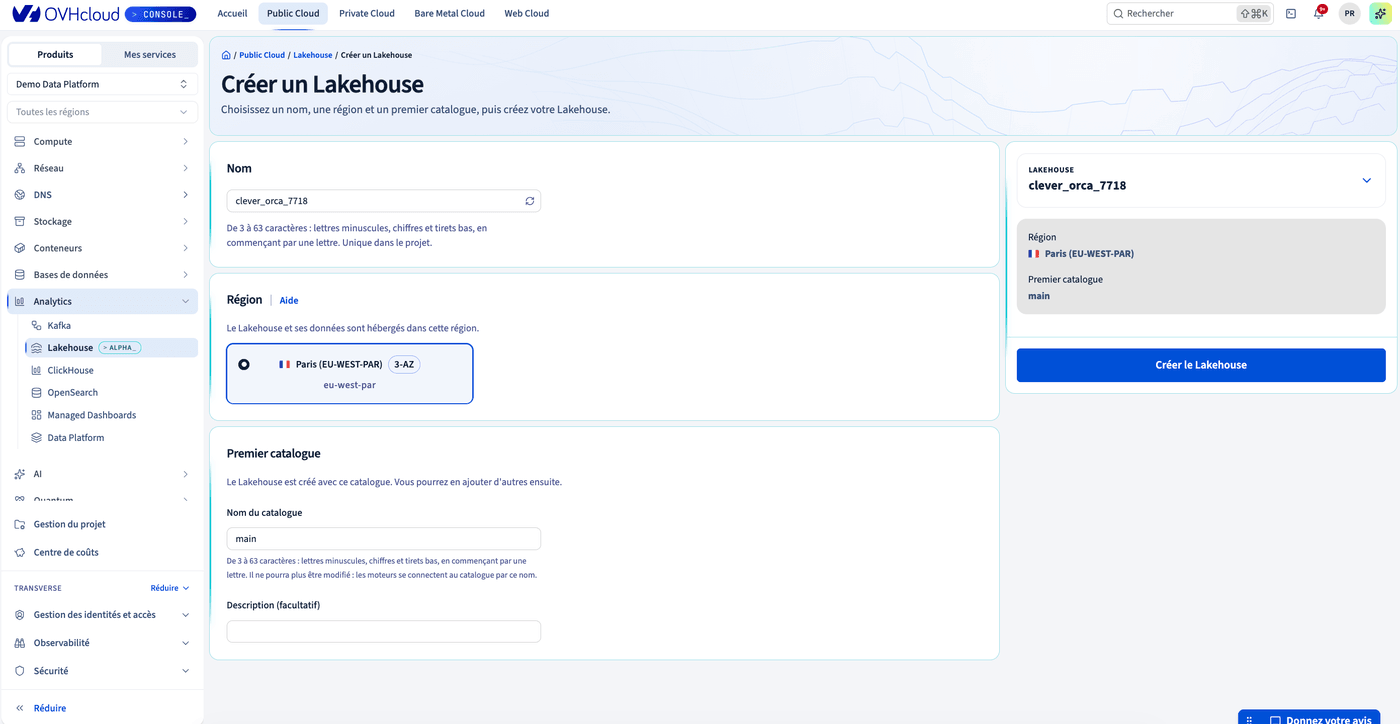 OVHcloud
> CONSOLE_
Accueil
Public Cloud
Private Cloud
Bare Metal Cloud
Web Cloud
Rechercher
⇧⌘K
9+
PR
Produits
Mes services
Demo Data Platform
Toutes les régions
Compute
Réseau
DNS
Stockage
Conteneurs
Bases de données
Analytics
Kafka
Lakehouse > ALPHA_
ClickHouse
OpenSearch
Managed Dashboards
Data Platform
AI
Quantum
Gestion du projet
Centre de coûts
TRANSVERSE Réduire
Gestion des identités et accès
Observabilité
Sécurité
Réduire
/ Public Cloud / Lakehouse / Créer un Lakehouse
Créer un Lakehouse
Choisissez un nom, une région et un premier catalogue, puis créez votre Lakehouse.
Nom
clever_orca_7718
De 3 à 63 caractères : lettres minuscules, chiffres et tirets bas, en
commençant par une lettre. Unique dans le projet.
Région | Aide
Le Lakehouse et ses données sont hébergés dans cette région.
Paris (EU-WEST-PAR) 3-AZ
eu-west-par
Premier catalogue
Le Lakehouse est créé avec ce catalogue. Vous pourrez en ajouter d'autres ensuite.
Nom du catalogue
main
De 3 à 63 caractères : lettres minuscules, chiffres et tirets bas, en commençant par une
lettre. Il ne pourra plus être modifié : les moteurs se connectent au catalogue par ce nom.
Description (facultatif)
LAKEHOUSE
clever_orca_7718
Région
Paris (EU-WEST-PAR)
Premier catalogue
main
Créer le Lakehouse
Donnez votre avis